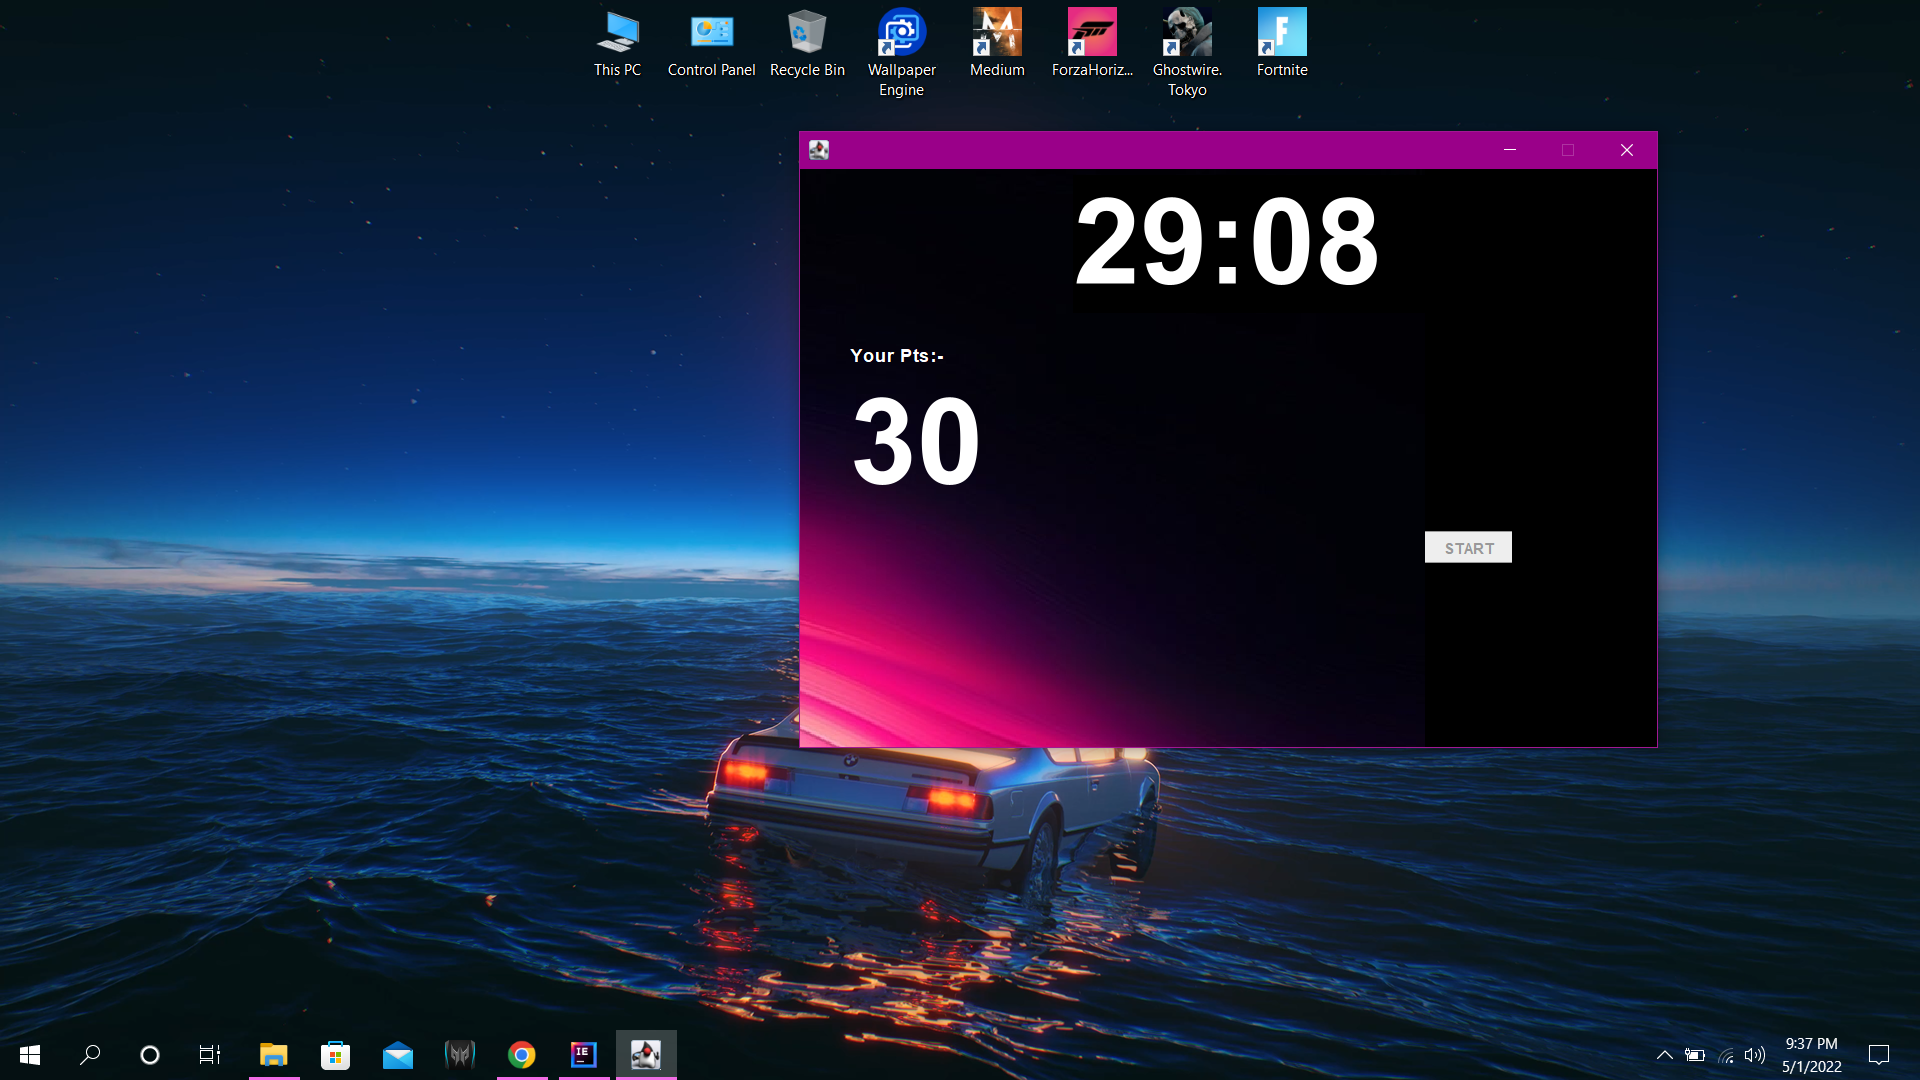 This PC
Control Panel
Recycle Bin
Wallpaper
Engine
Medium
ForzaHoriz...
Ghostwire.
Tokyo
Fortnite
29:08
Your Pts:-
30
START
IE
9:37 PM
5/1/2022